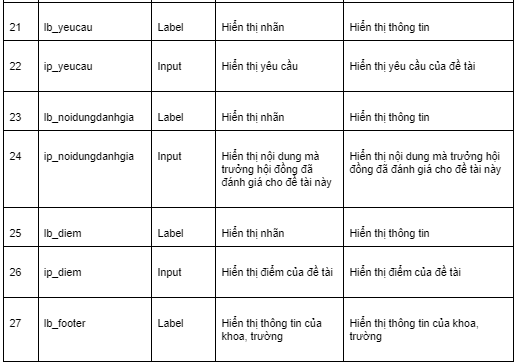 21 lb_yeucau Label Hiển thị nhãn Hiển thị thông tin
22 ip_yeucau Input Hiển thị yêu cầu Hiển thị yêu cầu của đề tài
23 lb_noidungdanhgia Label Hiển thị nhãn Hiển thị thông tin
24 ip_noidungdanhgia Input Hiển thị nội dung mà Hiển thị nội dung mà trưởng hội
trưởng hội đồng đã đồng đã đánh giá cho đề tài này
đánh giá cho đề tài này
25 lb_diem Label Hiển thị nhãn Hiển thị thông tin
26 ip_diem Input Hiển thị điểm của đề tài Hiển thị điểm của đề tài
27 lb_footer Label Hiển thị thông tin của Hiển thị thông tin của khoa,
khoa, trường trường